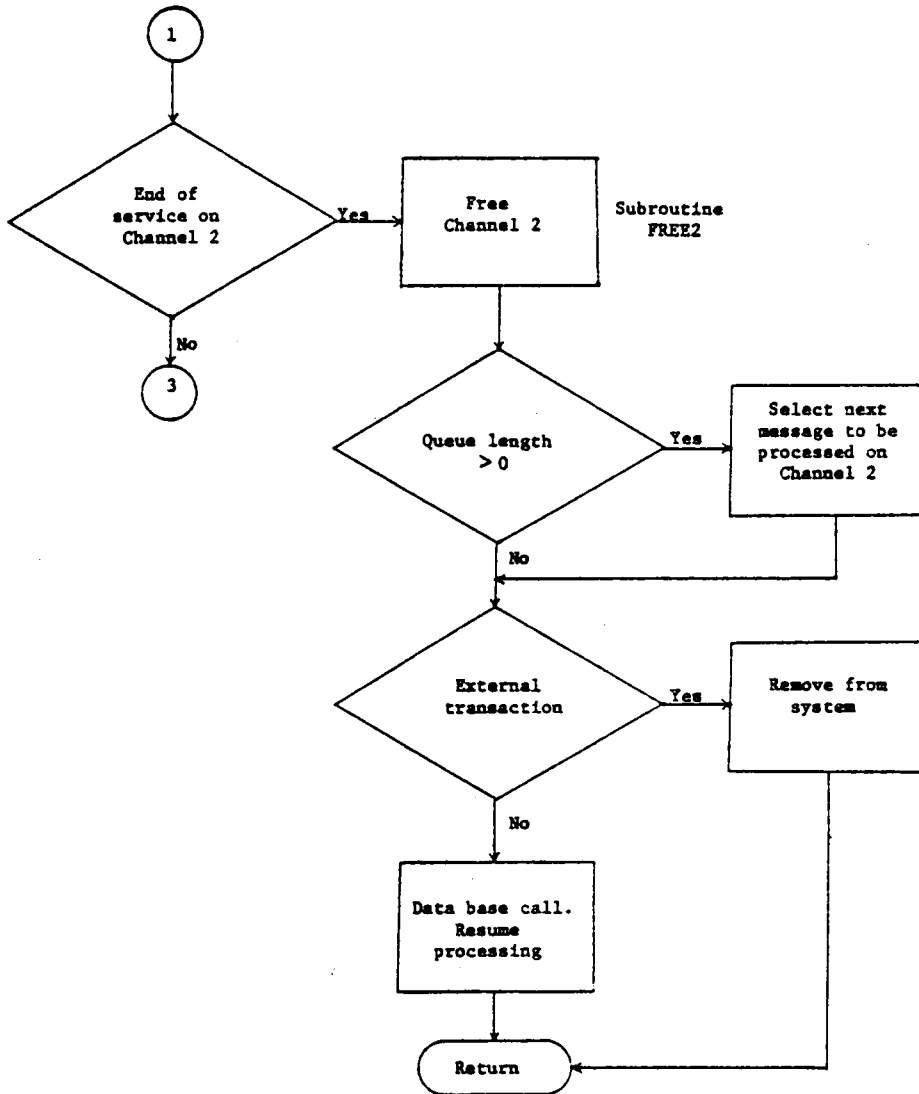 1
End of
service on
Channel 2
Yes
Free
Channel 2
Subroutine
FREE2
No
3
Queue length
> 0
Yes
Select next
message to be
processed on
Channel 2
No
External
transaction
Yes
Remove from
system
No
Data base call.
Resume
processing
Return